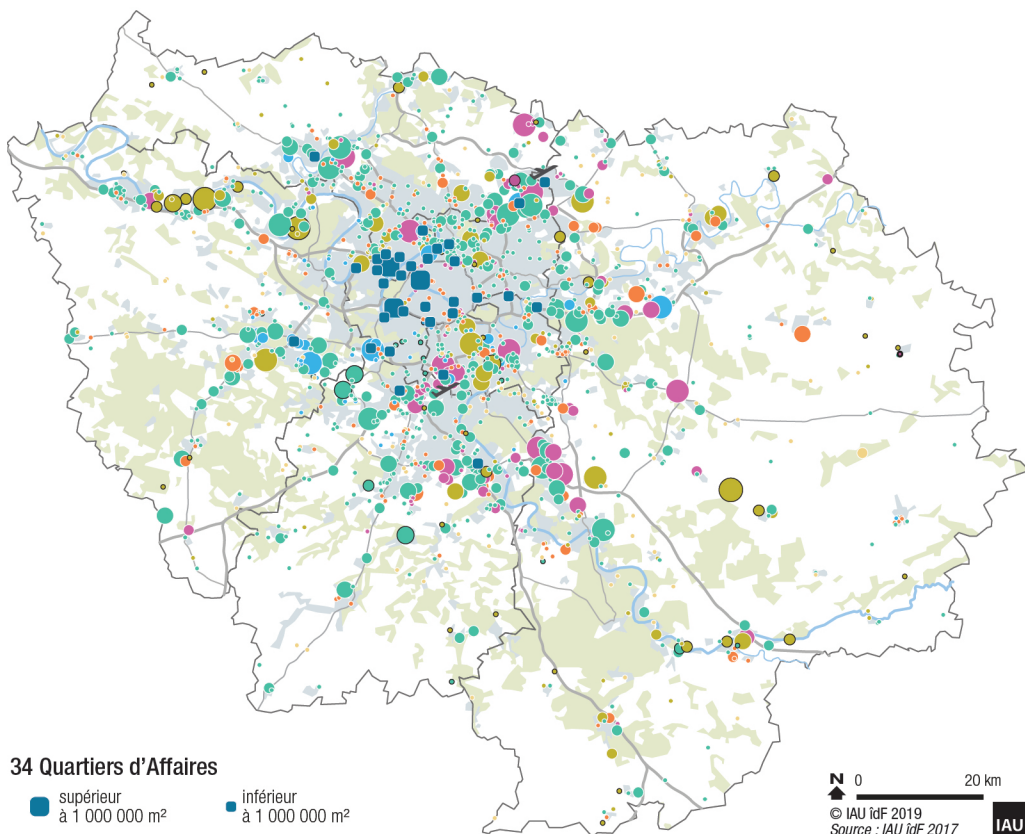 34 Quartiers d'Affaires
supérieur
à 1 000 000 m²
inférieur
à 1 000 000 m²
N 0 20 km
© IAU îdF 2019
Source : IAU îdF 2017
IAU